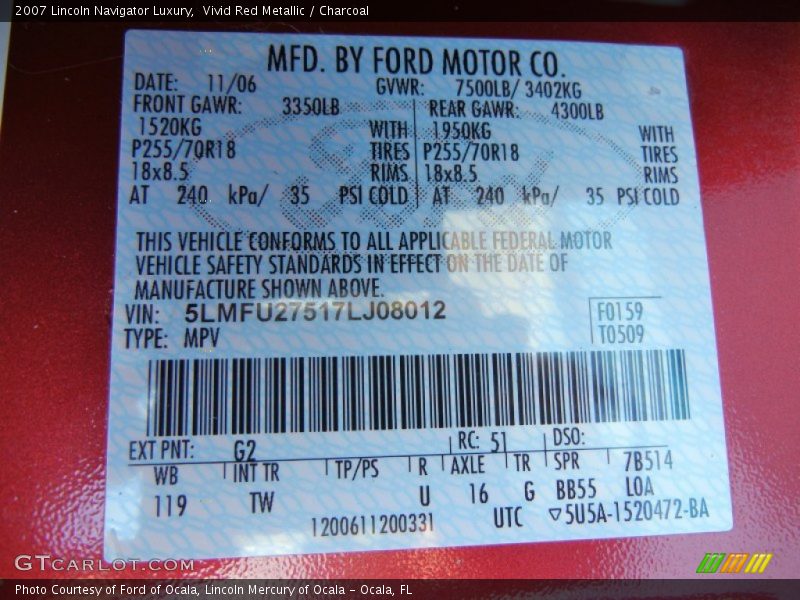 2007 Lincoln Navigator Luxury, Vivid Red Metallic / Charcoal
MFD. BY FORD MOTOR CO.
DATE: 11/06 GVWR: 7500LB/ 3402KG
FRONT GAWR: 3350LB REAR GAWR: 4300LB
1520KG WITH 1950KG WITH
P255/70R18 TIRES P255/70R18 TIRES
18x8.5 RIMS 18x8.5 RIMS
AT 240 kPa/ 35 PSI COLD AT 240 kPa/ 35 PSI COLD
THIS VEHICLE CONFORMS TO ALL APPLICABLE FEDERAL MOTOR
VEHICLE SAFETY STANDARDS IN EFFECT ON THE DATE OF
MANUFACTURE SHOWN ABOVE.
VIN: 5LMFU27517LJ08012 F0159
TYPE: MPV T0509
EXT PNT: G2 RC: 51 DSO:
WB INT TR TP/PS R AXLE TR SPR 7B514
119 TW U 16 G BB55 LOA
1200611200331 UTC ▽5U5A-1520472-BA
GTCARLOT.COM
Photo Courtesy of Ford of Ocala, Lincoln Mercury of Ocala – Ocala, FL